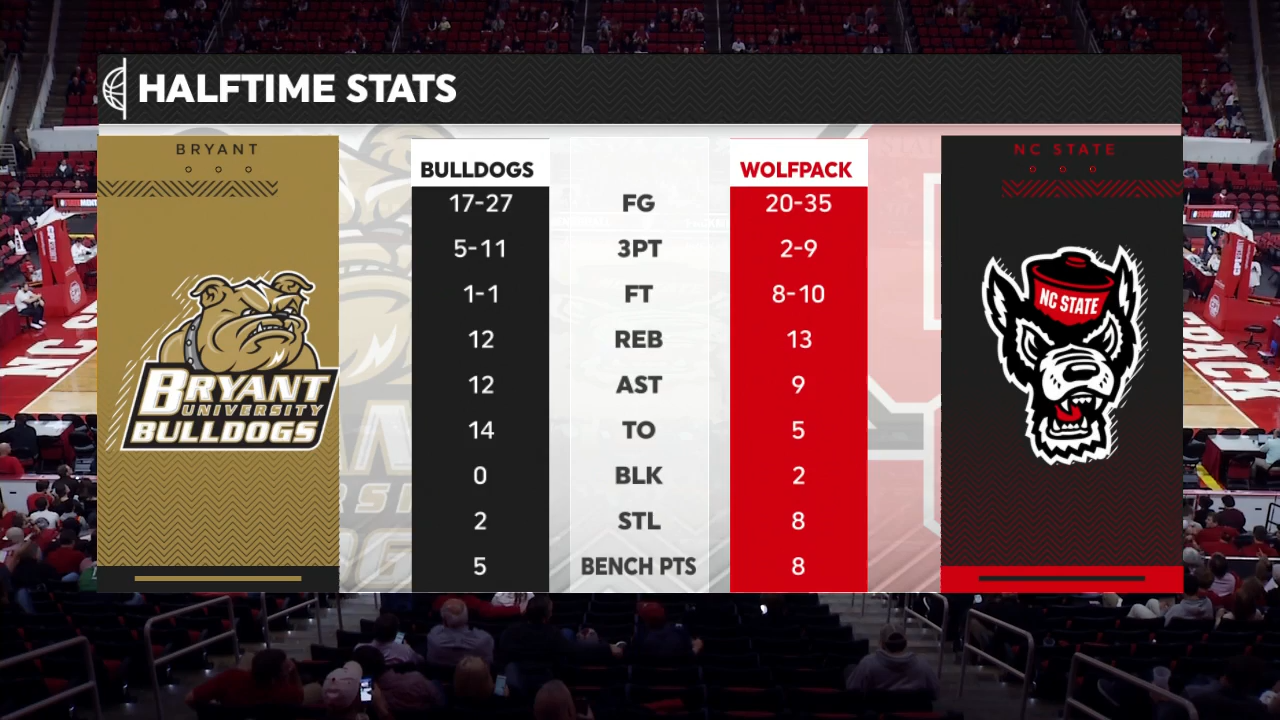 HALFTIME STATS
BRYANT
BULLDOGS
WOLFPACK
NC STATE
17-27 FG 20-35
5-11 3PT 2-9
1-1 FT 8-10
12 REB 13
12 AST 9
14 TO 5
0 BLK 2
2 STL 8
5 BENCH PTS 8
BRYANT
UNIVERSITY
BULLDOGS
NC STATE
NC
PACK